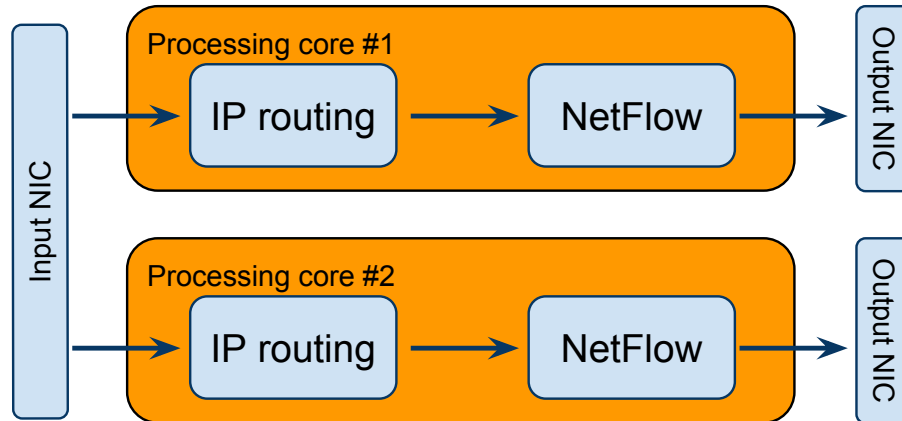 Input NIC
Processing core #1
IP routing
NetFlow
Output NIC
Processing core #2
IP routing
NetFlow
Output NIC